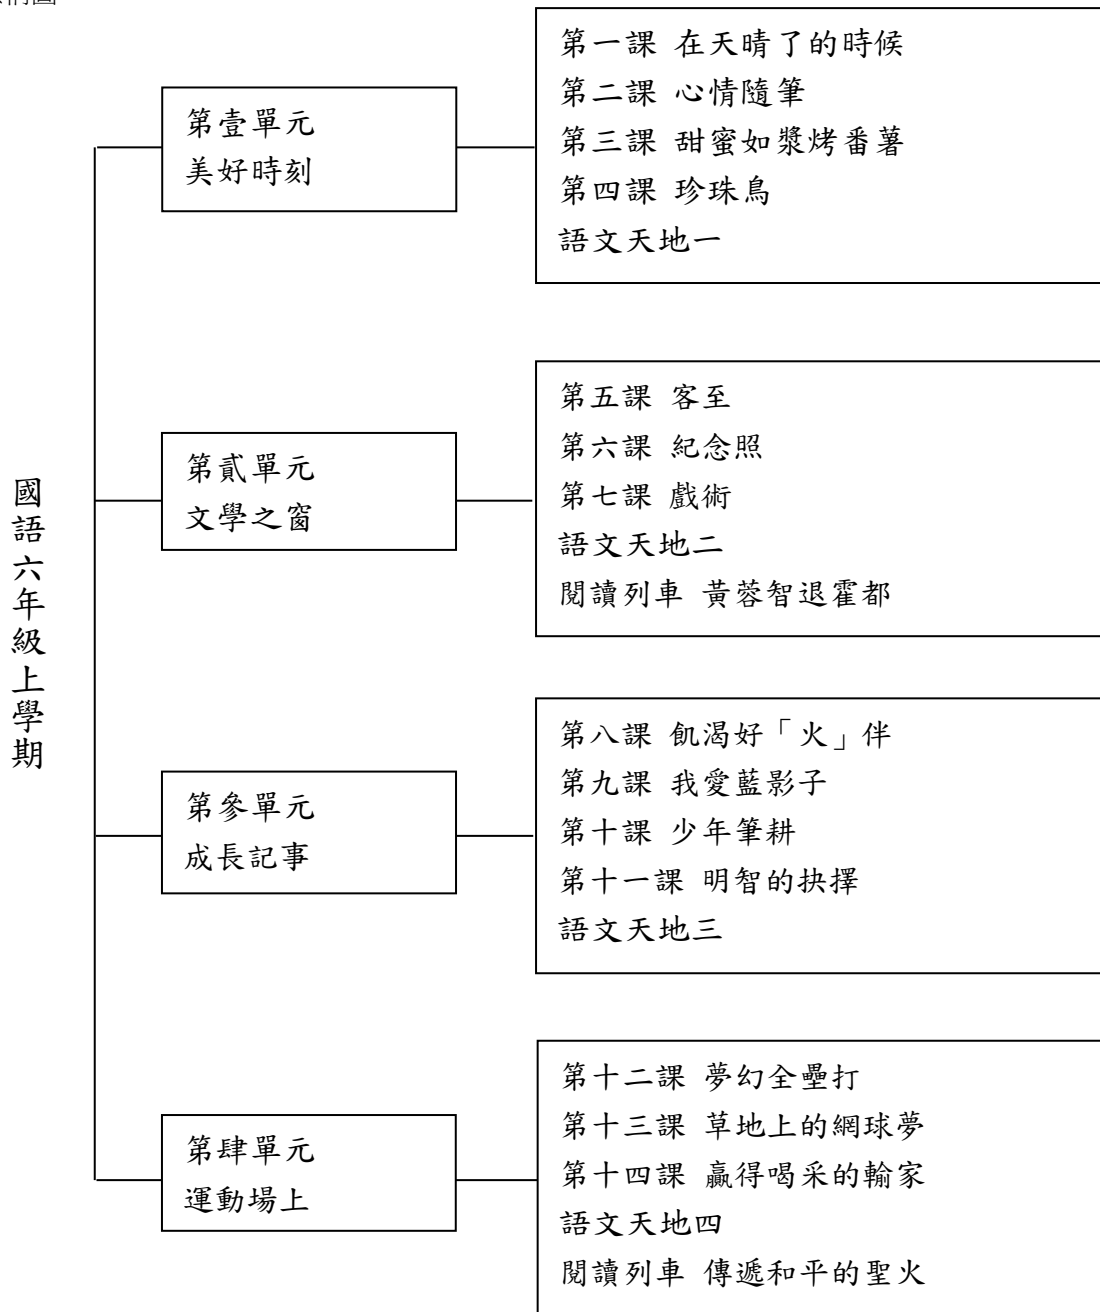 國語六年級上學期
第壹單元
美好時刻
第一課 在天晴了的時候
第二課 心情隨筆
第三課 甜蜜如漿烤番薯
第四課 珍珠鳥
語文天地一
第貳單元
文學之窗
第五課 客至
第六課 紀念照
第七課 戲術
語文天地二
閱讀列車 黃蓉智退霍都
第參單元
成長記事
第八課 飢渴好「火」伴
第九課 我愛藍影子
第十課 少年筆耕
第十一課 明智的抉擇
語文天地三
第肆單元
運動場上
第十二課 夢幻全壘打
第十三課 草地上的網球夢
第十四課 贏得喝采的輸家
語文天地四
閱讀列車 傳遞和平的聖火